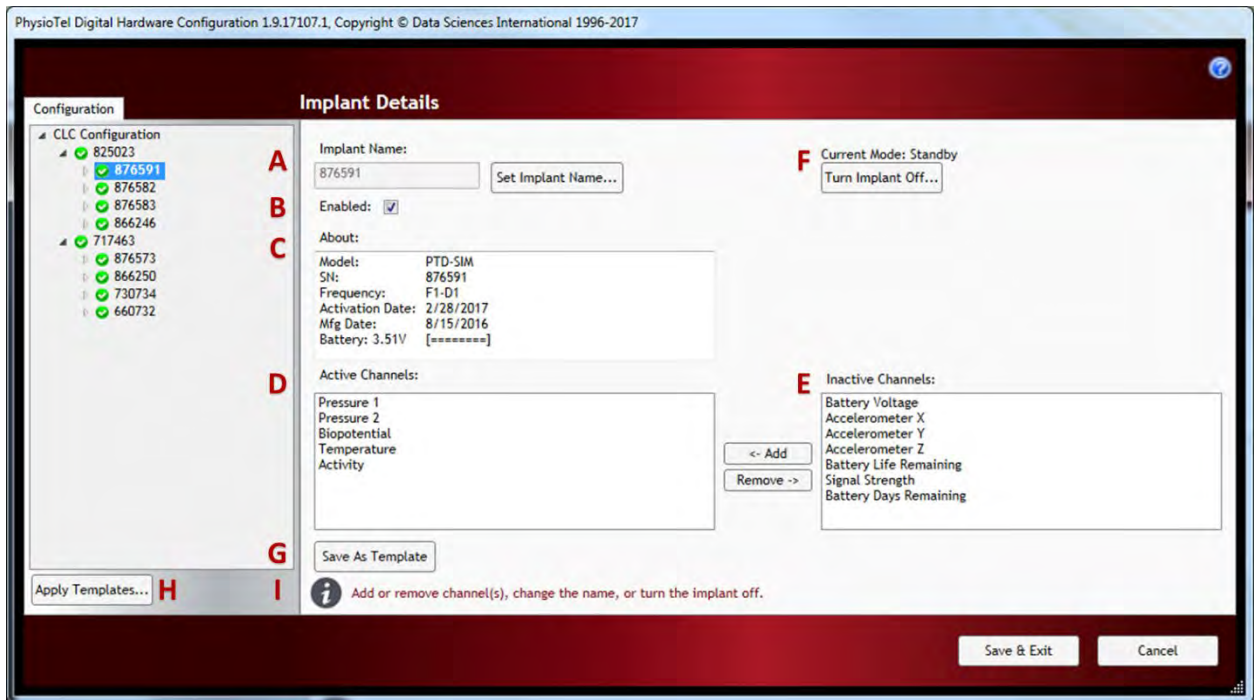 PhysioTel Digital Hardware Configuration 1.9.17107.1, Copyright © Data Sciences International 1996-2017
?
Configuration
Implant Details
CLC Configuration
825023
876591
876582
876583
866246
717463
876573
866250
730734
660732
A
Implant Name:
876591
Set Implant Name...
F
Current Mode: Standby
Turn Implant Off...
B
Enabled:
C
About:
Model: PTD-SIM
SN: 876591
Frequency: F1-D1
Activation Date: 2/28/2017
Mfg Date: 8/15/2016
Battery: 3.51V [========]
D
Active Channels:
Pressure 1
Pressure 2
Biopotential
Temperature
Activity
<- Add
Remove ->
E
Inactive Channels:
Battery Voltage
Accelerometer X
Accelerometer Y
Accelerometer Z
Battery Life Remaining
Signal Strength
Battery Days Remaining
G
Save As Template
Apply Templates...
H
I
i
Add or remove channel(s), change the name, or turn the implant off.
Save & Exit
Cancel